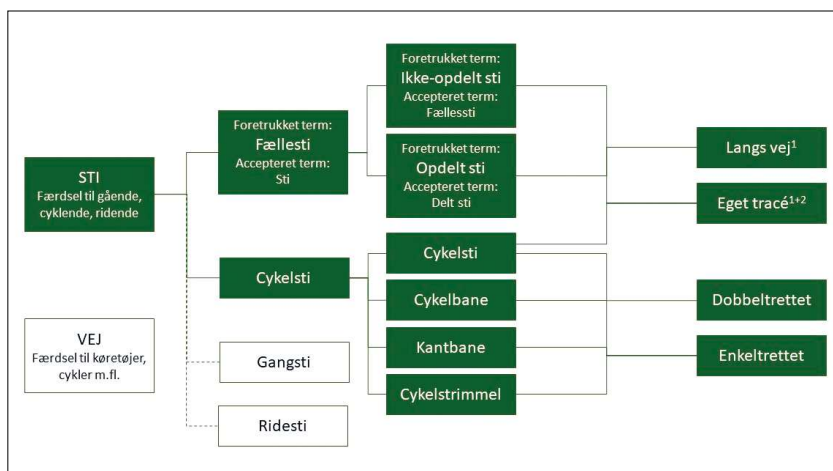 STI
Færdsel til gående,
cyklende, ridende
VEJ
Færdsel til køretøjer,
cykler m.fl.
Foretrukket term:
Fællesti
Accepteret term:
Sti
Cykelsti
Gangsti
Ridesti
Foretrukket term:
Ikke-opdelt sti
Accepteret term:
Fællessti
Foretrukket term:
Opdelt sti
Accepteret term:
Delt sti
Cykelsti
Cykelbane
Kantbane
Cykelstrimmel
Langs vej¹
Eget tracé¹⁺²
Dobbeltrettet
Enkeltrettet